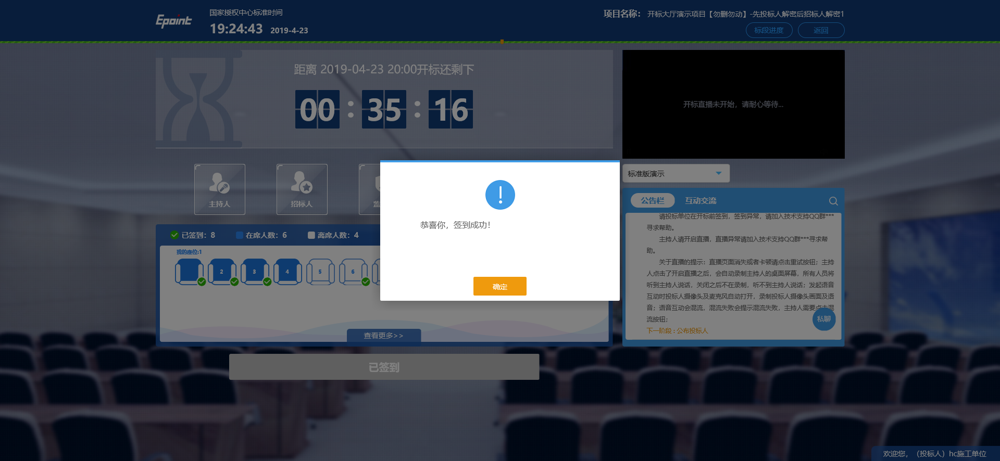 Epoint
国家授权中心标准时间
19:24:43 2019-4-23
项目名称： 开标大厅演示项目【勿删勿动】-先投标人解密后招标人解密1
标段进度 返回
距离 2019-04-23 20:00开标还剩下
00 : 35 : 16
开标直播未开始，请耐心等待...
主持人
招标人
监
标准版演示
公告栏 互动交流
请投标单位在开标前签到，签到异常，请加入技术支持QQ群***
寻求帮助。
主持人请开启直播，直播异常请加入技术支持QQ群***寻求帮
助。
关于直播的提示：直播页面消失或者卡顿请点击重试按钮；主持
人点击了开启直播之后，会自动录制主持人的桌面屏幕，所有人员将
听到主持人说话，关闭之后不在录制，听不到主持人说话；发起语音
互动时投标人摄像头及麦克风自动打开，录制投标人摄像头画面及语
音；语音互动会混流，混流失败会提示混流失败，主持人需要点击混
流按钮；
下一阶段：公布投标人
私聊
恭喜你，签到成功！
确定
已签到：8 在席人数：6 离席人数：4
我的座位:1
2 3 4 5 6
查看更多>>
已签到
欢迎您，（投标人）hc施工单位